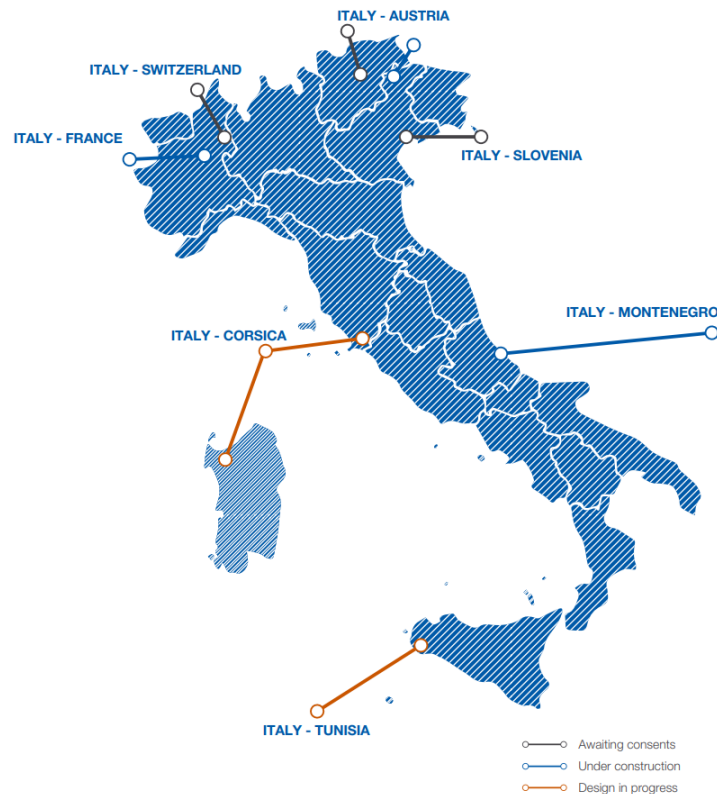 ITALY - AUSTRIA
ITALY - SWITZERLAND
ITALY - FRANCE
ITALY - SLOVENIA
ITALY - MONTENEGRO
ITALY - CORSICA
ITALY - TUNISIA
Awaiting consents
Under construction
Design in progress